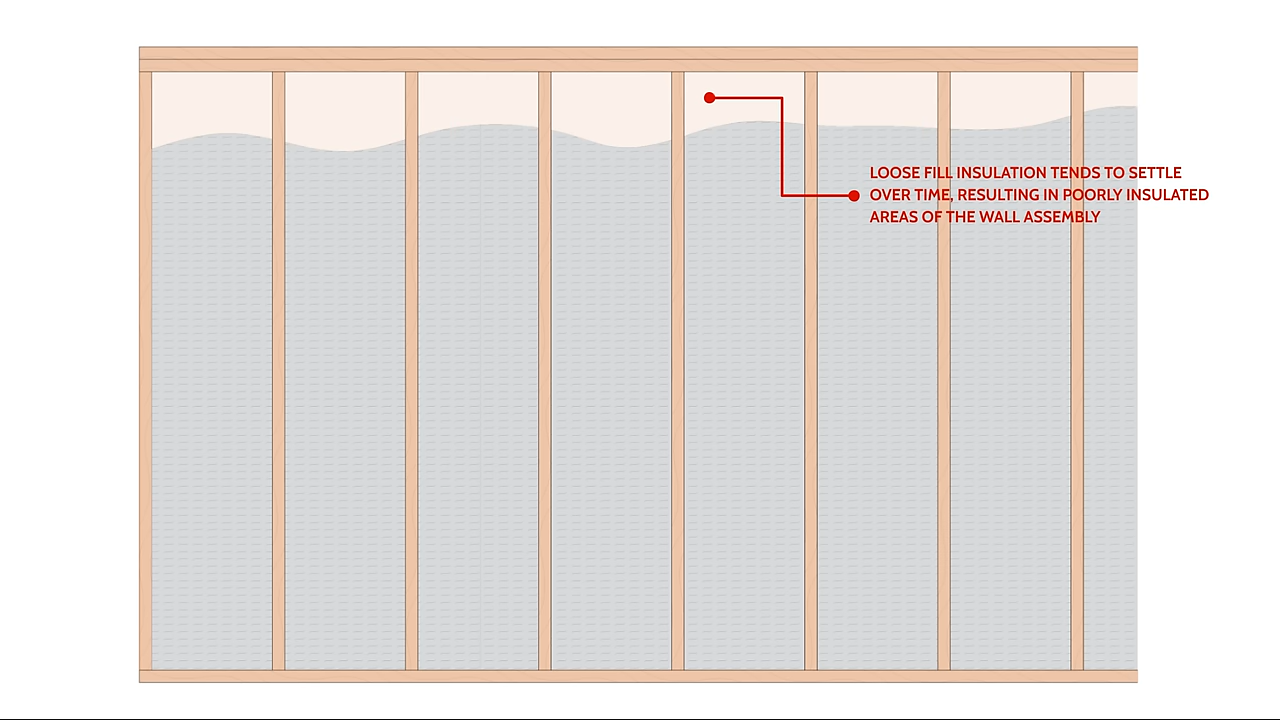 LOOSE FILL INSULATION TENDS TO SETTLE
OVER TIME, RESULTING IN POORLY INSULATED
AREAS OF THE WALL ASSEMBLY